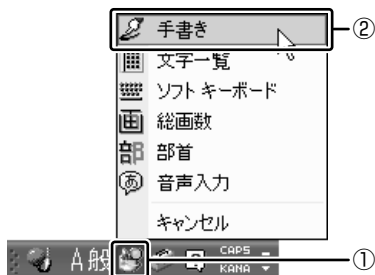 手書き ②
文字一覧
ソフト キーボード
総画数
部首
音声入力
キャンセル
A般 CAPS ①
KANA